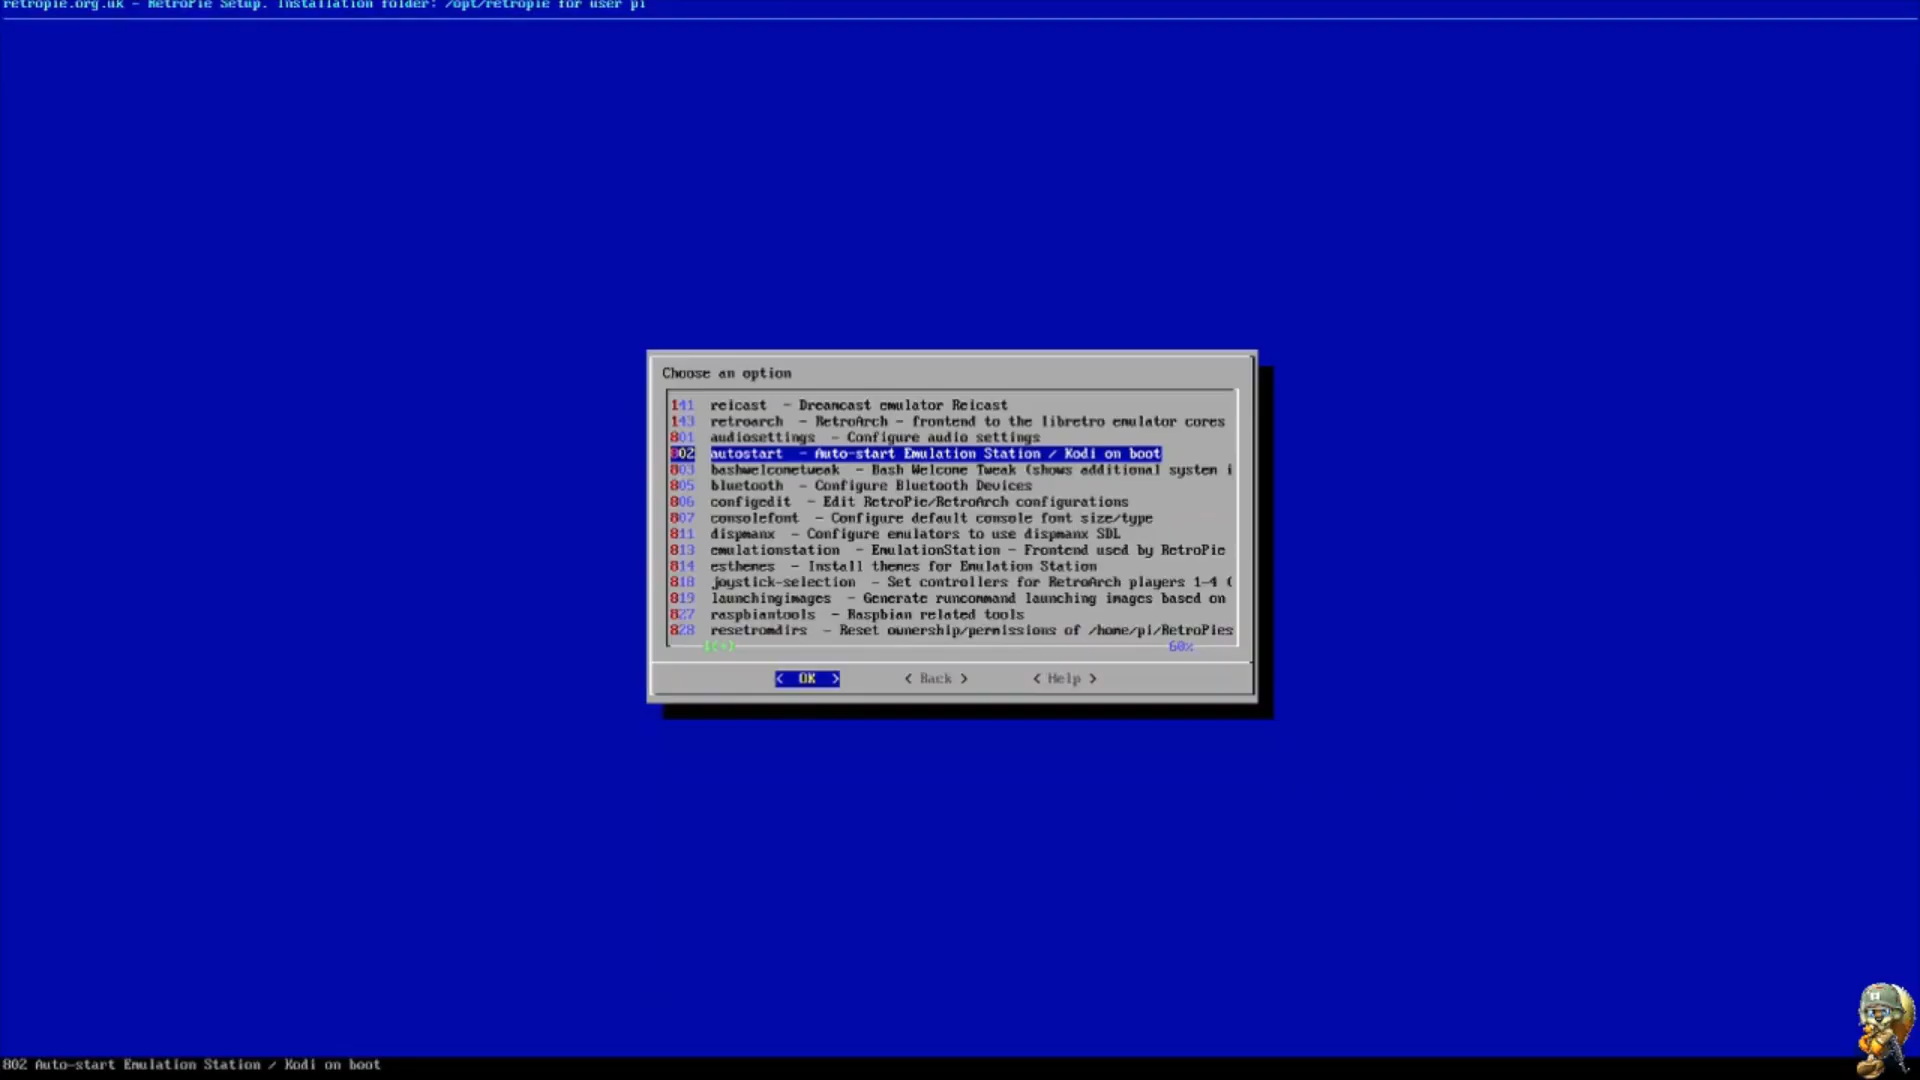 retropie.org.uk - RetroPie Setup. Installation folder: /opt/retropie for user pi
Choose an option
141 reicast - Dreamcast emulator Reicast
143 retroarch - RetroArch - frontend to the libretro emulator cores
801 audiosettings - Configure audio settings
802 autostart - Auto-start Emulation Station / Kodi on boot
803 bashwelcometweak - Bash Welcome Tweak (shows additional system i
805 bluetooth - Configure Bluetooth Devices
806 configedit - Edit RetroPie/RetroArch configurations
807 consolefont - Configure default console font size/type
811 dispmanx - Configure emulators to use dispmanx SDL
813 emulationstation - EmulationStation - Frontend used by RetroPie
814 esthemes - Install themes for Emulation Station
818 joystick-selection - Set controllers for RetroArch players 1-4 (
819 launchingimages - Generate runcommand launching images based on
827 raspbiantools - Raspbian related tools
828 resetromdirs - Reset ownership/permissions of /home/pi/RetroPies
60%
< OK > < Back > < Help >
802 Auto-start Emulation Station / Kodi on boot